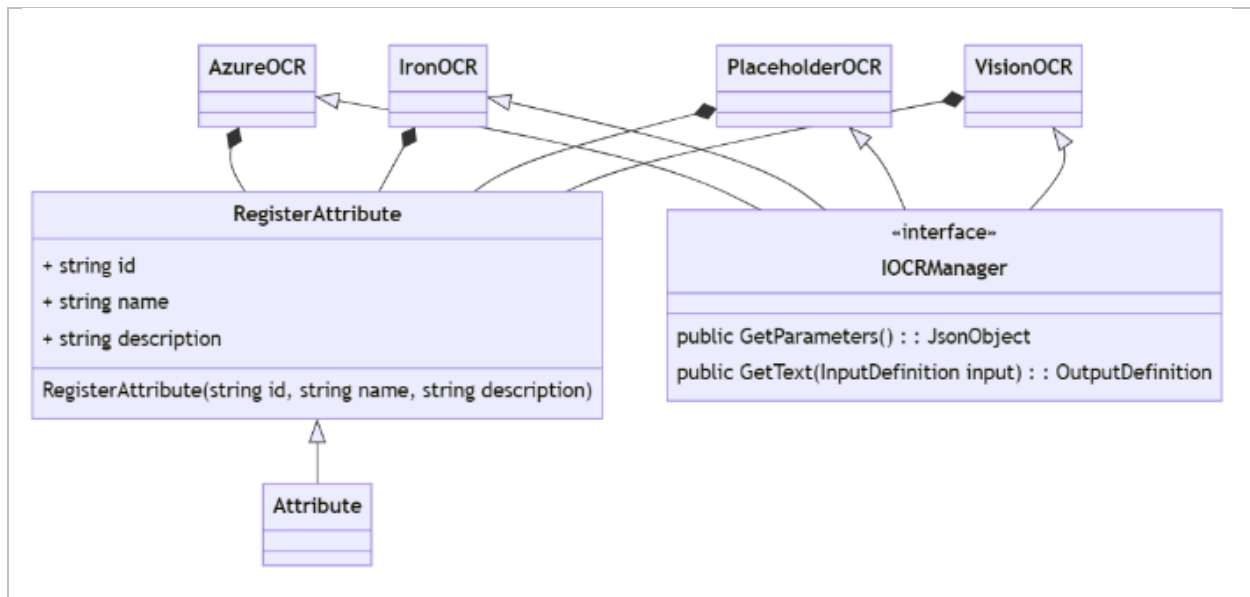 AzureOCR
IronOCR
PlaceholderOCR
VisionOCR
RegisterAttribute
+ string id
+ string name
+ string description
RegisterAttribute(string id, string name, string description)
«interface»
IOCRManager
public GetParameters() : : JsonObject
public GetText(InputDefinition input) : : OutputDefinition
Attribute